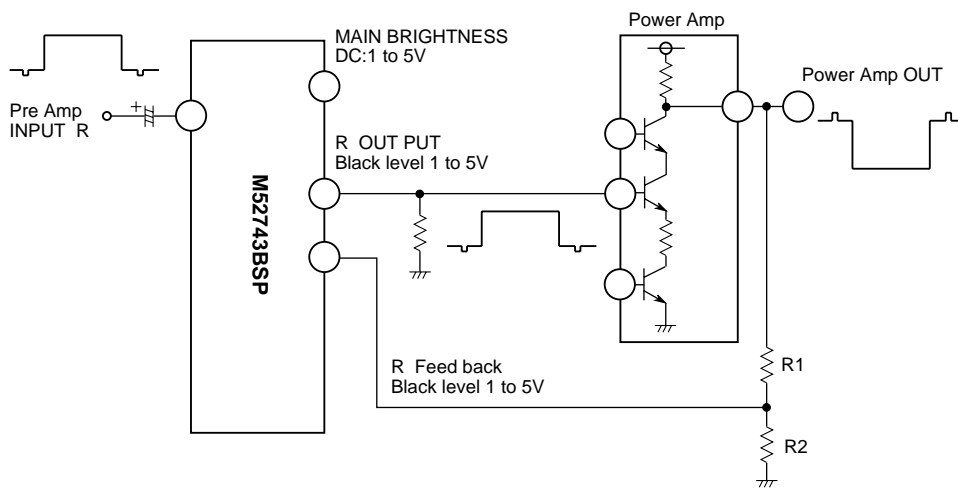 Power Amp
MAIN BRIGHTNESS
DC:1 to 5V
Power Amp OUT
Pre Amp
INPUT R
+
R OUT PUT
Black level 1 to 5V
M52743BSP
R Feed back
Black level 1 to 5V
R1
R2